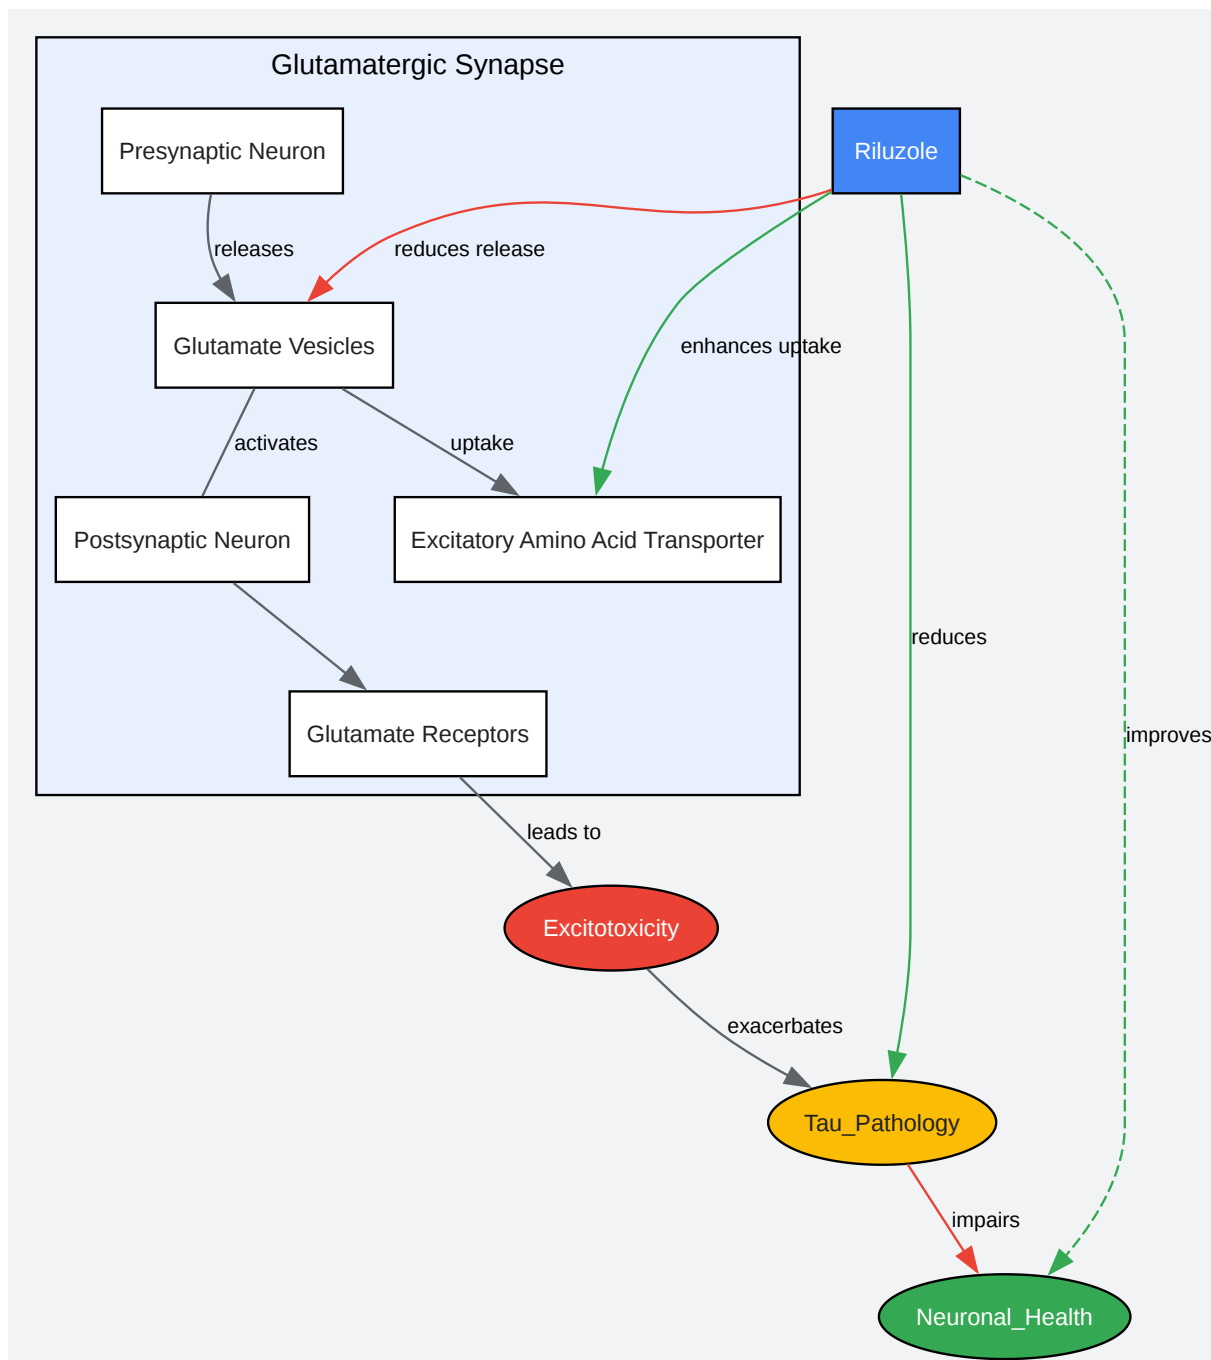 Glutamatergic Synapse
Presynaptic Neuron
Riluzole
releases
reduces release
Glutamate Vesicles
enhances uptake
activates
uptake
Postsynaptic Neuron
Excitatory Amino Acid Transporter
reduces
Glutamate Receptors
improves
leads to
Excitotoxicity
exacerbates
Tau_Pathology
impairs
Neuronal_Health